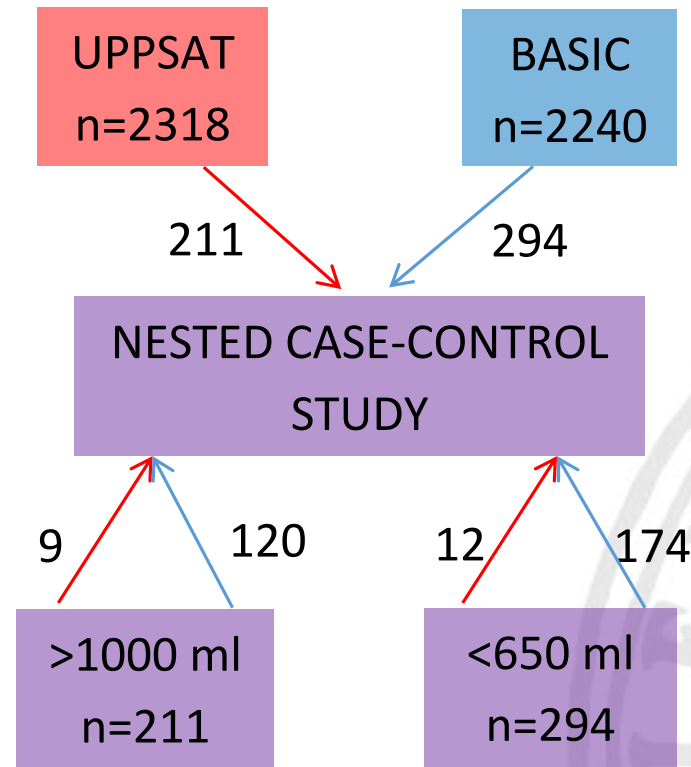 UPPSAT
n=2318
BASIC
n=2240
211
294
NESTED CASE-CONTROL
STUDY
9
120
12
174
>1000 ml
n=211
<650 ml
n=294